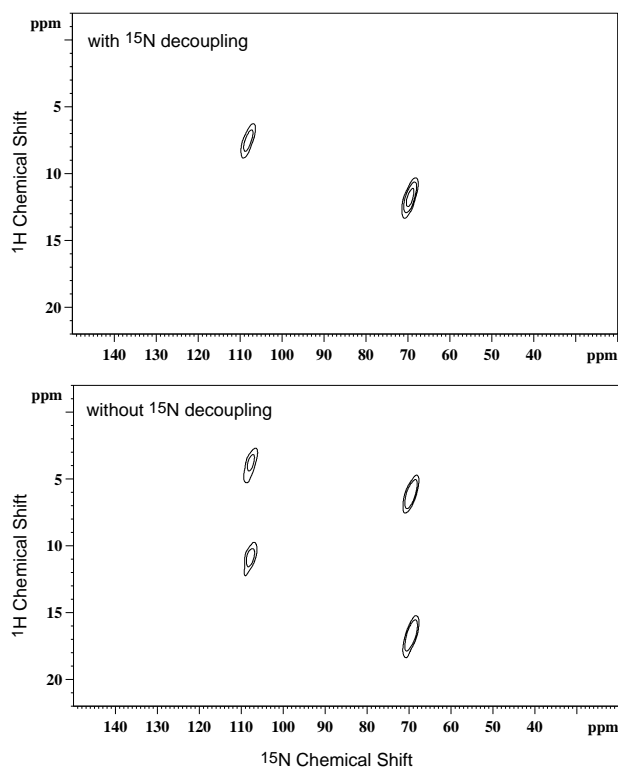 ppm
with 15N decoupling
5
10
15
20
1H Chemical Shift
140 130 120 110 100 90 80 70 60 50 40 ppm
ppm
without 15N decoupling
5
10
15
20
1H Chemical Shift
140 130 120 110 100 90 80 70 60 50 40 ppm
15N Chemical Shift